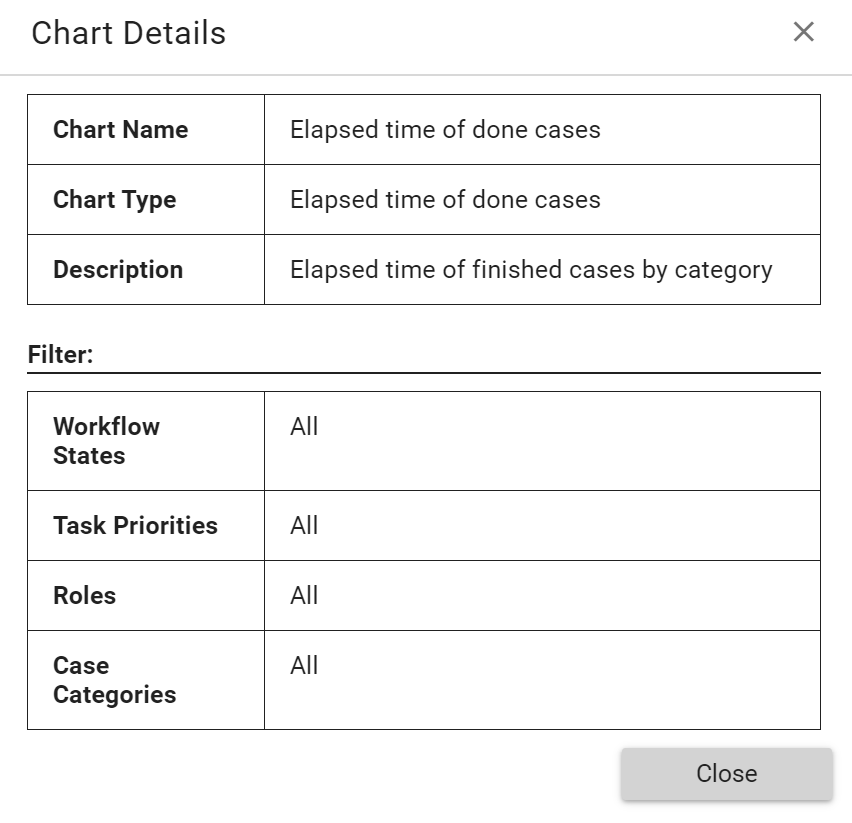 Chart Details
Chart Name Elapsed time of done cases
Chart Type Elapsed time of done cases
Description Elapsed time of finished cases by category
Filter:
Workflow All
States
Task Priorities All
Roles All
Case All
Categories
Close